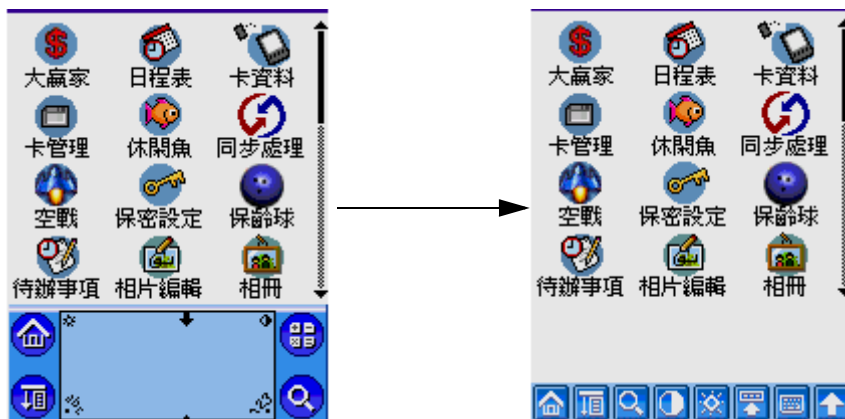 大贏家 日程表 卡資料
卡管理 休閒魚 同步處理
空戰 保密設定 保齡球
待辦事項 相片編輯 相冊
大贏家 日程表 卡資料
卡管理 休閒魚 同步處理
空戰 保密設定 保齡球
待辦事項 相片編輯 相冊